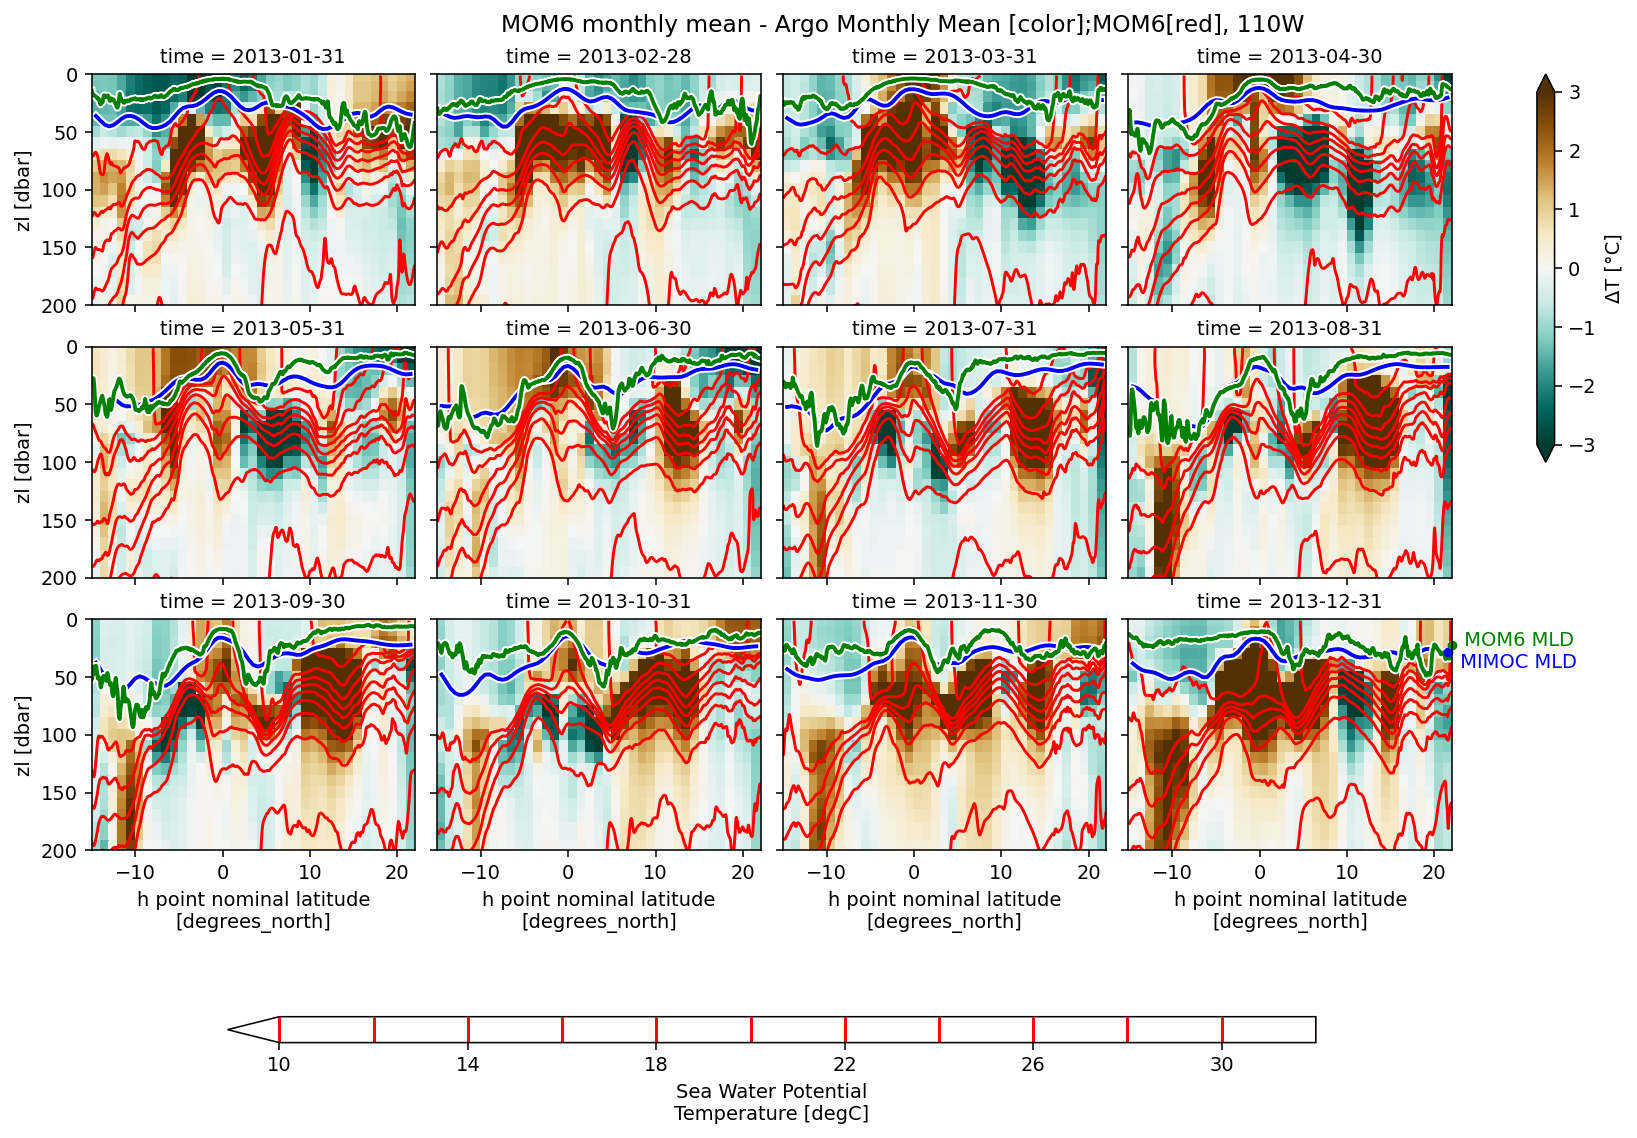 MOM6 monthly mean - Argo Monthly Mean [color];MOM6[red], 110W
time = 2013-01-31
time = 2013-02-28
time = 2013-03-31
time = 2013-04-30
0
50
100
150
200
zl [dbar]
3
2
1
0
−1
−2
−3
ΔT [°C]
time = 2013-05-31
time = 2013-06-30
time = 2013-07-31
time = 2013-08-31
0
50
100
150
200
zl [dbar]
time = 2013-09-30
time = 2013-10-31
time = 2013-11-30
time = 2013-12-31
0
50
100
150
200
zl [dbar]
MOM6 MLD
MIMOC MLD
−10 0 10 20
−10 0 10 20
−10 0 10 20
−10 0 10 20
h point nominal latitude
[degrees_north]
h point nominal latitude
[degrees_north]
h point nominal latitude
[degrees_north]
h point nominal latitude
[degrees_north]
10 14 18 22 26 30
Sea Water Potential
Temperature [degC]